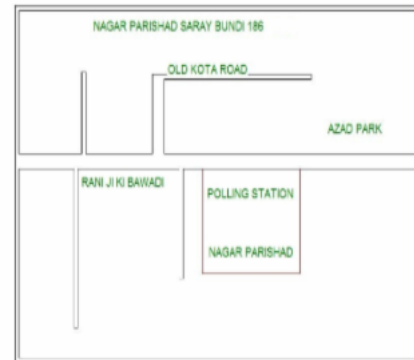 NAGAR PARISHAD SARAY BUNDI 186
OLD KOTA ROAD
AZAD PARK
RANI JI KI BAWADI
POLLING STATION
NAGAR PARISHAD